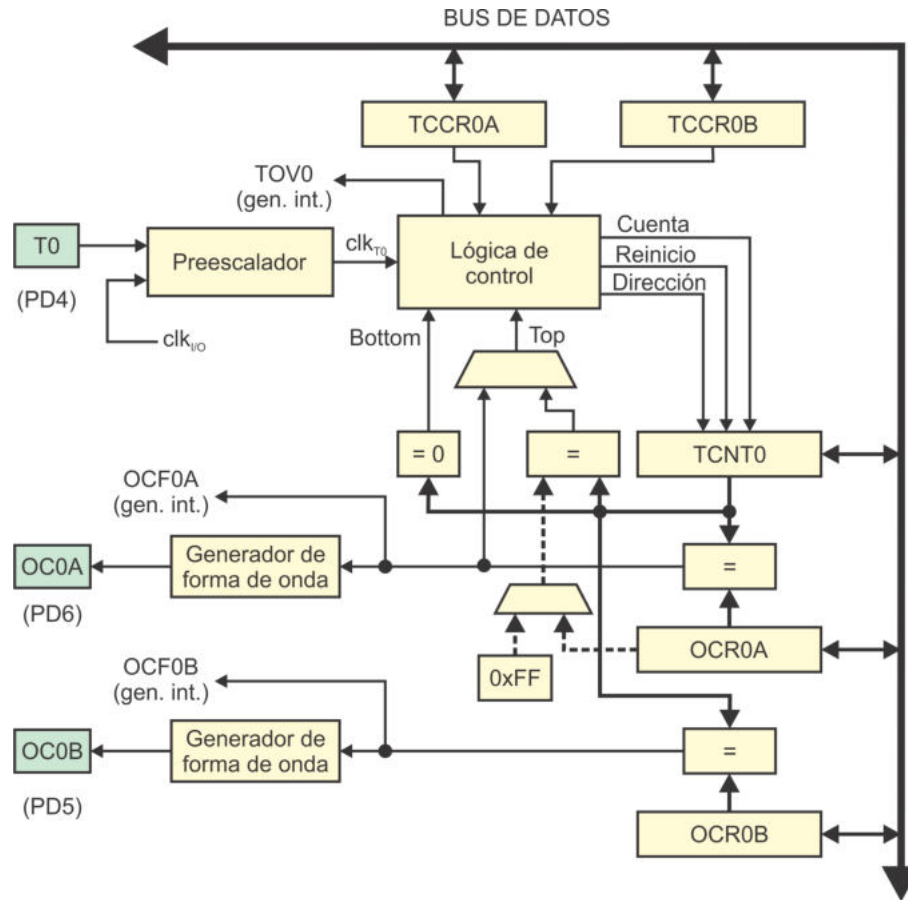 BUS DE DATOS
TCCR0A
TCCR0B
TOV0
(gen. int.)
T0
(PD4)
Preescalador
clkT0
clkI/O
Lógica de
control
Cuenta
Reinicio
Dirección
Bottom
Top
= 0
=
TCNT0
OCF0A
(gen. int.)
OC0A
(PD6)
Generador de
forma de onda
=
0xFF
OCR0A
OCF0B
(gen. int.)
OC0B
(PD5)
Generador de
forma de onda
=
OCR0B